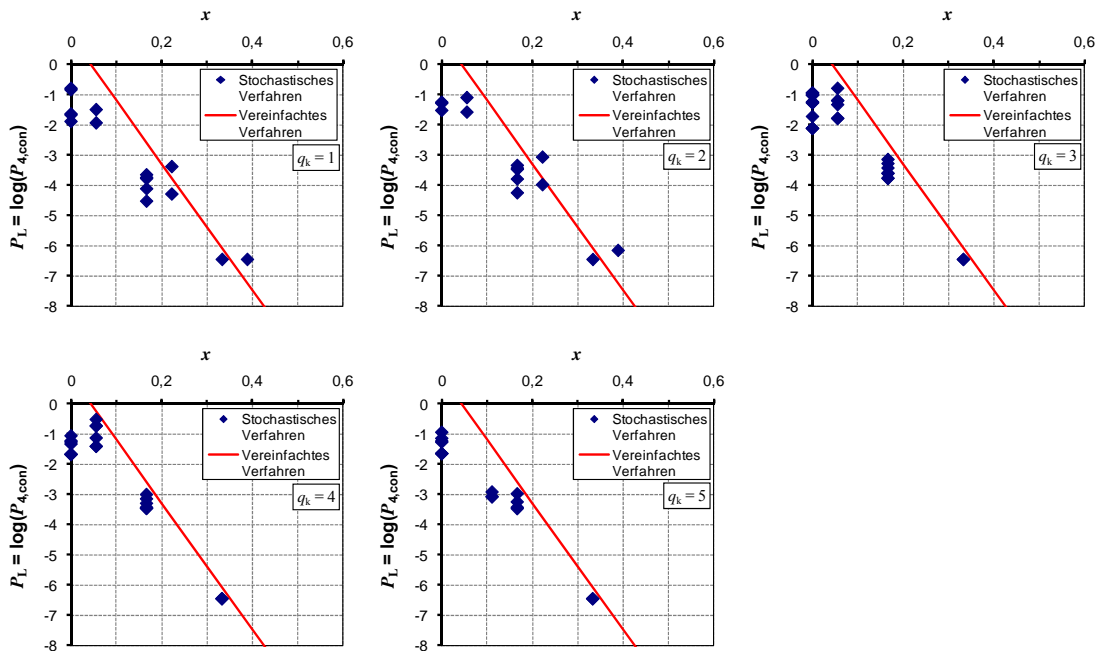 x
0 0,2 0,4 0,6
0
-1
-2
-3
-4
-5
-6
-7
-8
P_L = log(P_4,con)
Stochastisches
Verfahren
Vereinfachtes
Verfahren
q_k = 1
x
0 0,2 0,4 0,6
0
-1
-2
-3
-4
-5
-6
-7
-8
P_L = log(P_4,con)
Stochastisches
Verfahren
Vereinfachtes
Verfahren
q_k = 2
x
0 0,2 0,4 0,6
0
-1
-2
-3
-4
-5
-6
-7
-8
P_L = log(P_4,con)
Stochastisches
Verfahren
Vereinfachtes
Verfahren
q_k = 3
x
0 0,2 0,4 0,6
0
-1
-2
-3
-4
-5
-6
-7
-8
P_L = log(P_4,con)
Stochastisches
Verfahren
Vereinfachtes
Verfahren
q_k = 4
x
0 0,2 0,4 0,6
0
-1
-2
-3
-4
-5
-6
-7
-8
P_L = log(P_4,con)
Stochastisches
Verfahren
Vereinfachtes
Verfahren
q_k = 5